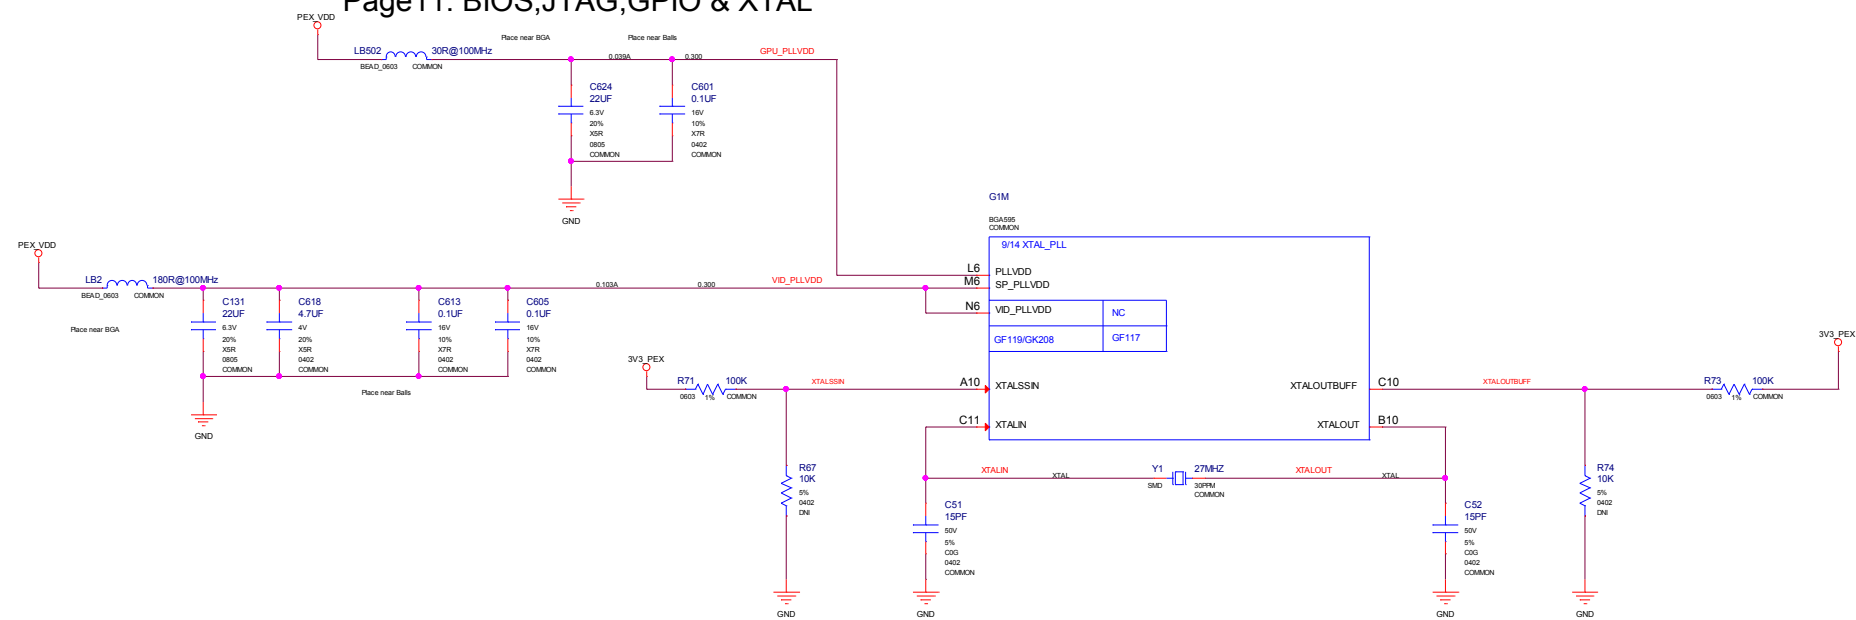 Page11: BIOS,JTAG,GPIO & XTAL
PEX_VDD
LB502 30R@100MHz
BEAD_0603 COMMON
Place near BGA
Place near Balls
0.039A
0.300
GPU_PLLVDD
C624
22UF
6.3V
20%
X5R
0805
COMMON
C601
0.1UF
16V
10%
X7R
0402
COMMON
GND
PEX_VDD
LB2 180R@100MHz
BEAD_0603 COMMON
Place near BGA
0.103A
0.300
VID_PLLVDD
C131
22UF
6.3V
20%
X5R
0805
COMMON
C618
4.7UF
4V
20%
X5R
0402
COMMON
C613
0.1UF
16V
10%
X7R
0402
COMMON
C605
0.1UF
16V
10%
X7R
0402
COMMON
Place near Balls
GND
G1M
BGA595
COMMON
9/14 XTAL_PLL
L6 PLLVDD
M6 SP_PLLVDD
N6 VID_PLLVDD
NC
GF119/GK208
GF117
A10 XTALSSIN
C11 XTALIN
XTALOUTBUFF C10
XTALOUT B10
3V3_PEX
R71 100K
0603 1% COMMON
XTALSSIN
R67
10K
5%
0402
DNI
GND
XTALIN
XTAL
Y1 27MHZ
SMD 30PPM
COMMON
XTALOUT
XTAL
C51
15PF
50V
5%
C0G
0402
COMMON
GND
C52
15PF
50V
5%
C0G
0402
COMMON
GND
XTALOUTBUFF
R73 100K
0603 1% COMMON
3V3_PEX
R74
10K
5%
0402
DNI
GND